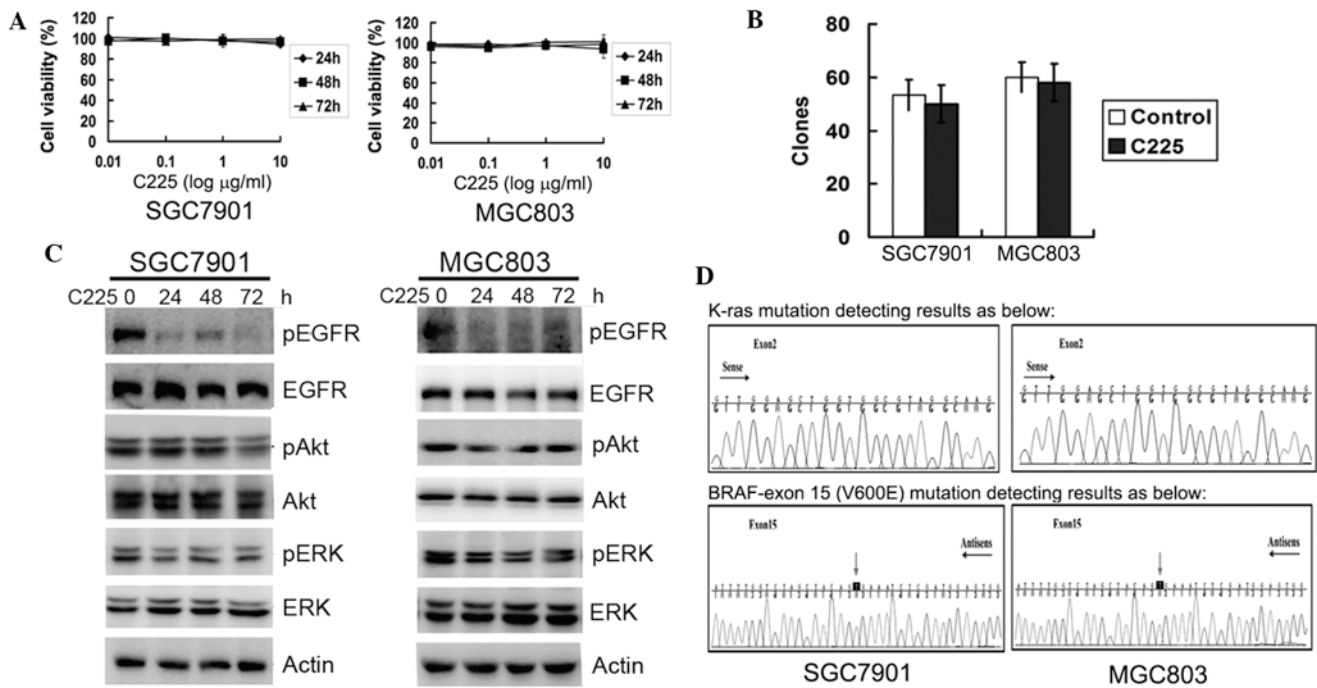 A
Cell viability (%)
120
100
80
60
40
20
0
0.01 0.1 1 10
C225 (log μg/ml)
SGC7901
24h
48h
72h
Cell viability (%)
120
100
80
60
40
20
0
0.01 0.1 1 10
C225 (log μg/ml)
MGC803
24h
48h
72h
B
Clones
80
60
40
20
0
SGC7901 MGC803
Control
C225
C
SGC7901
C225 0 24 48 72 h
pEGFR
EGFR
pAkt
Akt
pERK
ERK
Actin
MGC803
C225 0 24 48 72 h
pEGFR
EGFR
pAkt
Akt
pERK
ERK
Actin
D
K-ras mutation detecting results as below:
Exon2
Sense
G T T G G A G C T G G T G G C G T A G G C A A G
Exon2
Sense
G T T G G A G C T G G T G G C G T A G G C A A G
BRAF-exon 15 (V600E) mutation detecting results as below:
Exon15
Antisens
Exon15
Antisens
SGC7901 MGC803